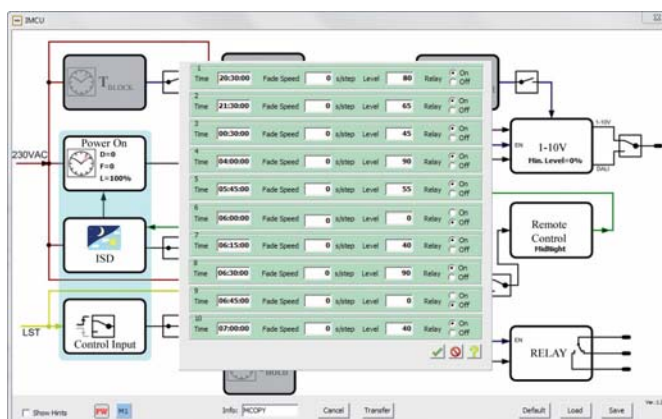 IMCU
T BLOCK
230VAC
Power On
D=0
F=0
L=100%
ISD
LST
Control Input
1
Time 20:30:00 Fade Speed 0 s/step Level 80 Relay On Off
2
Time 21:30:00 Fade Speed 0 s/step Level 65 Relay On Off
3
Time 00:30:00 Fade Speed 0 s/step Level 45 Relay On Off
4
Time 04:00:00 Fade Speed 0 s/step Level 90 Relay On Off
5
Time 05:45:00 Fade Speed 0 s/step Level 55 Relay On Off
6
Time 06:00:00 Fade Speed 0 s/step Level 0 Relay On Off
7
Time 06:15:00 Fade Speed 0 s/step Level 40 Relay On Off
8
Time 06:30:00 Fade Speed 0 s/step Level 90 Relay On Off
9
Time 06:45:00 Fade Speed 0 s/step Level 0 Relay On Off
10
Time 07:00:00 Fade Speed 0 s/step Level 40 Relay On Off
EN
1-10V
Min. Level=0%
1-10V
DALI
Remote
Control
MidNight
EN
RELAY
HOLD
Show Hints PW M1 Info: MCOPY Cancel Transfer Default Load Save